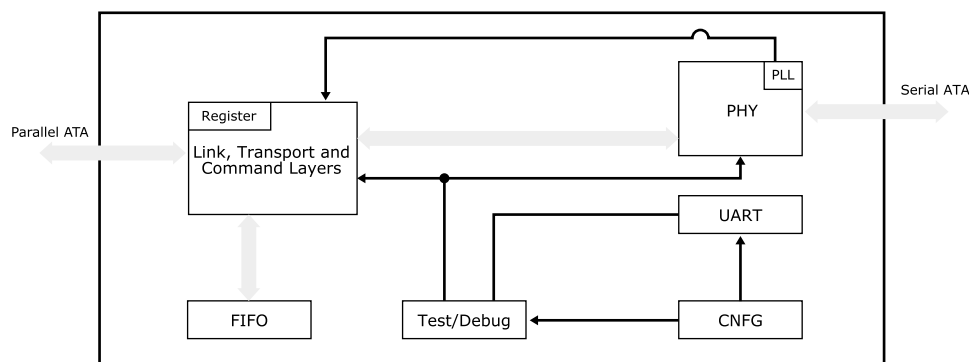 PLL
Serial ATA
PHY
Register
Parallel ATA
Link, Transport and
Command Layers
UART
FIFO
Test/Debug
CNFG